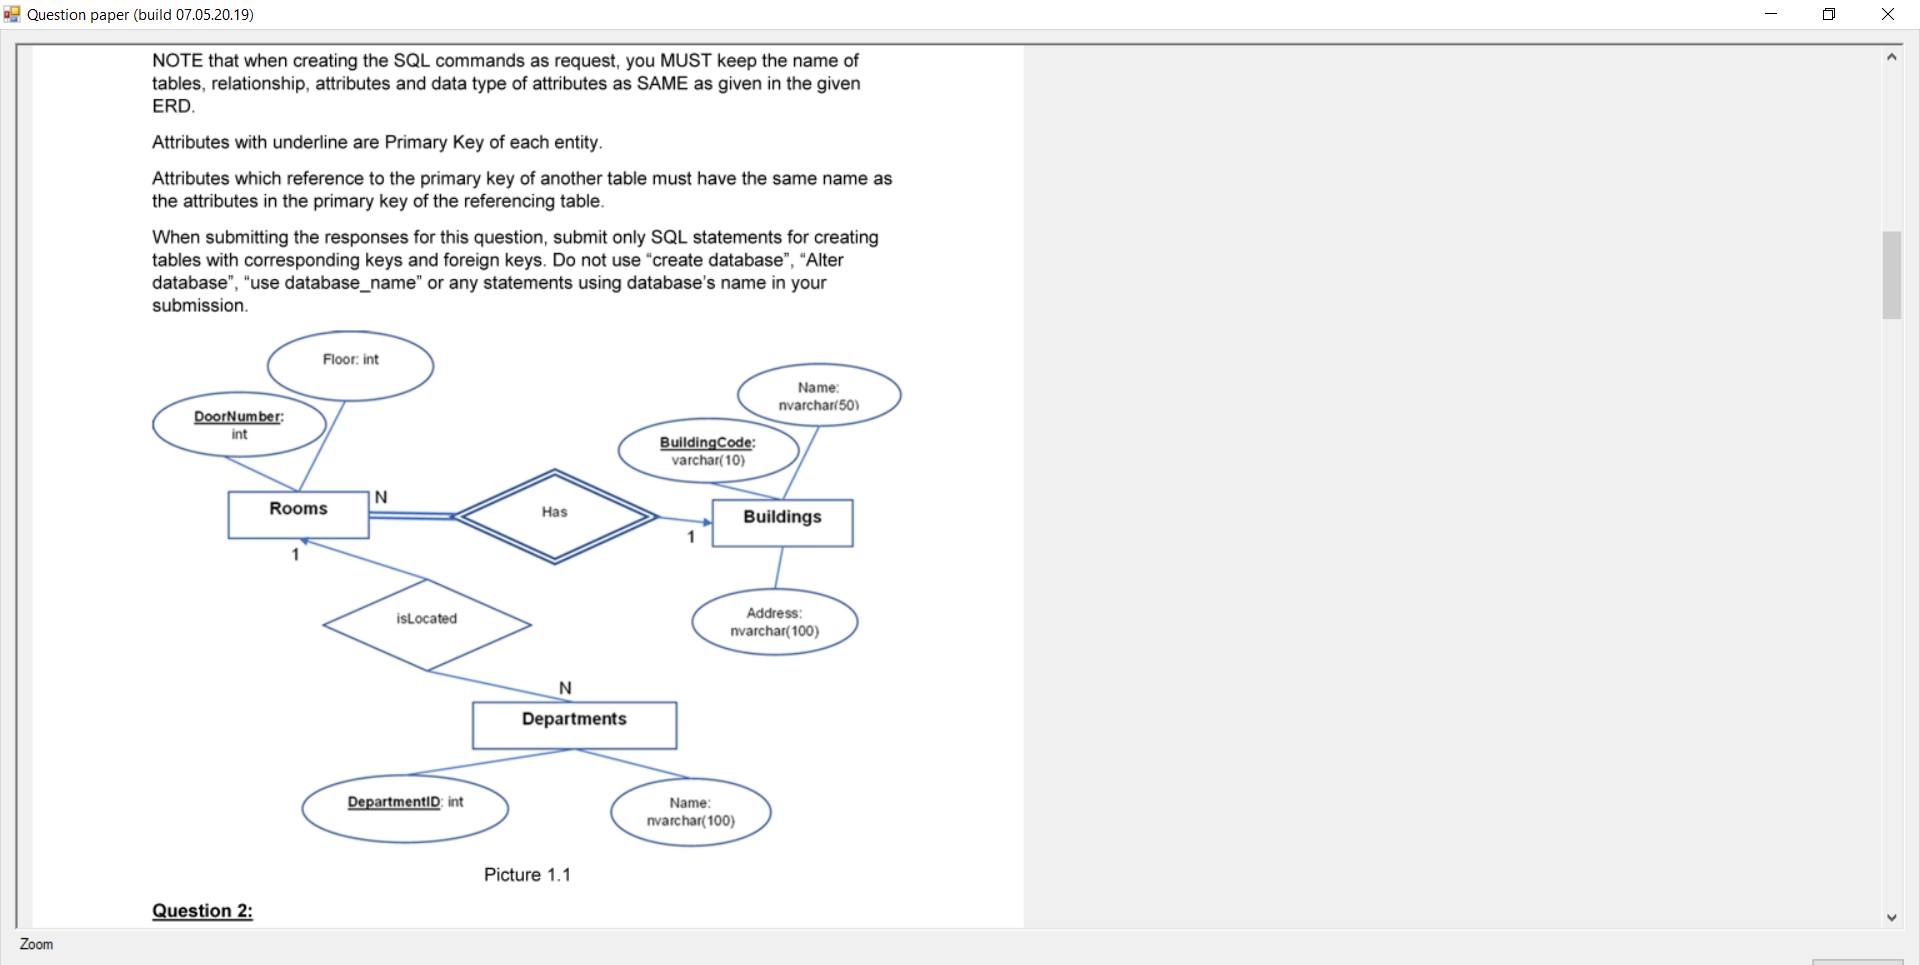 Question paper (build 07.05.20.19)
NOTE that when creating the SQL commands as request, you MUST keep the name of
tables, relationship, attributes and data type of attributes as SAME as given in the given
ERD.
Attributes with underline are Primary Key of each entity.
Attributes which reference to the primary key of another table must have the same name as
the attributes in the primary key of the referencing table.
When submitting the responses for this question, submit only SQL statements for creating
tables with corresponding keys and foreign keys. Do not use “create database”, “Alter
database”, “use database_name” or any statements using database’s name in your
submission.
Floor: int
DoorNumber:
int
Name:
nvarchar(50)
BuildingCode:
varchar(10)
Rooms
N
Has
1
Buildings
1
isLocated
Address:
nvarchar(100)
N
Departments
DepartmentID: int
Name:
nvarchar(100)
Picture 1.1
Question 2:
Zoom